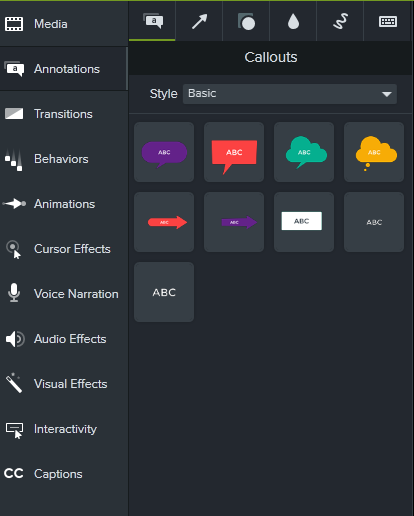 Media
Annotations
Transitions
Behaviors
Animations
Cursor Effects
Voice Narration
Audio Effects
Visual Effects
Interactivity
CC Captions
a
a
Callouts
Style Basic
ABC ABC ABC ABC
ABC ABC ABC ABC
ABC